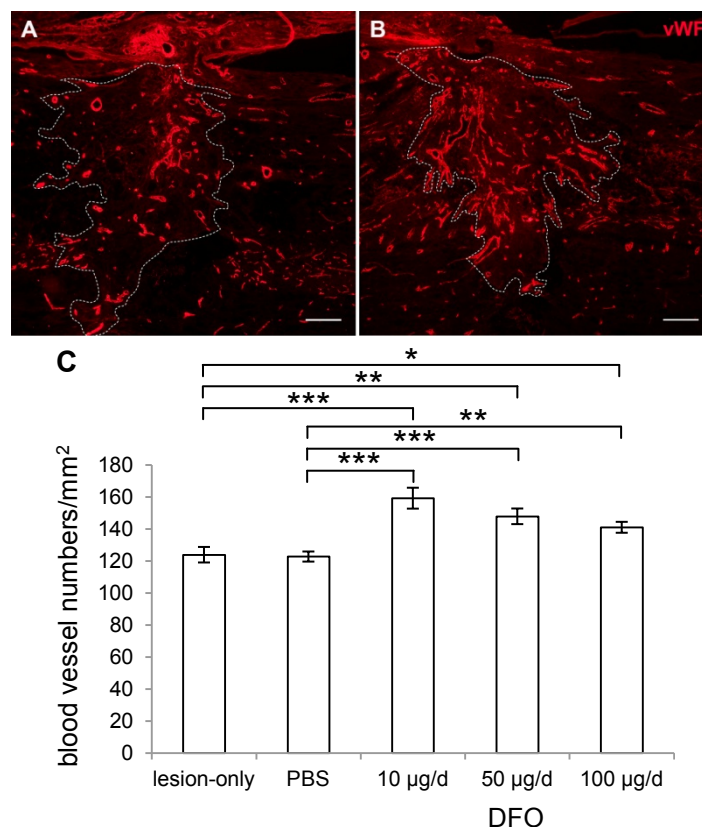 A
B
vWF
C
*
**
***
**
***
***
blood vessel numbers/mm²
180
160
140
120
100
80
60
40
20
0
lesion-only PBS 10 µg/d 50 µg/d 100 µg/d
DFO